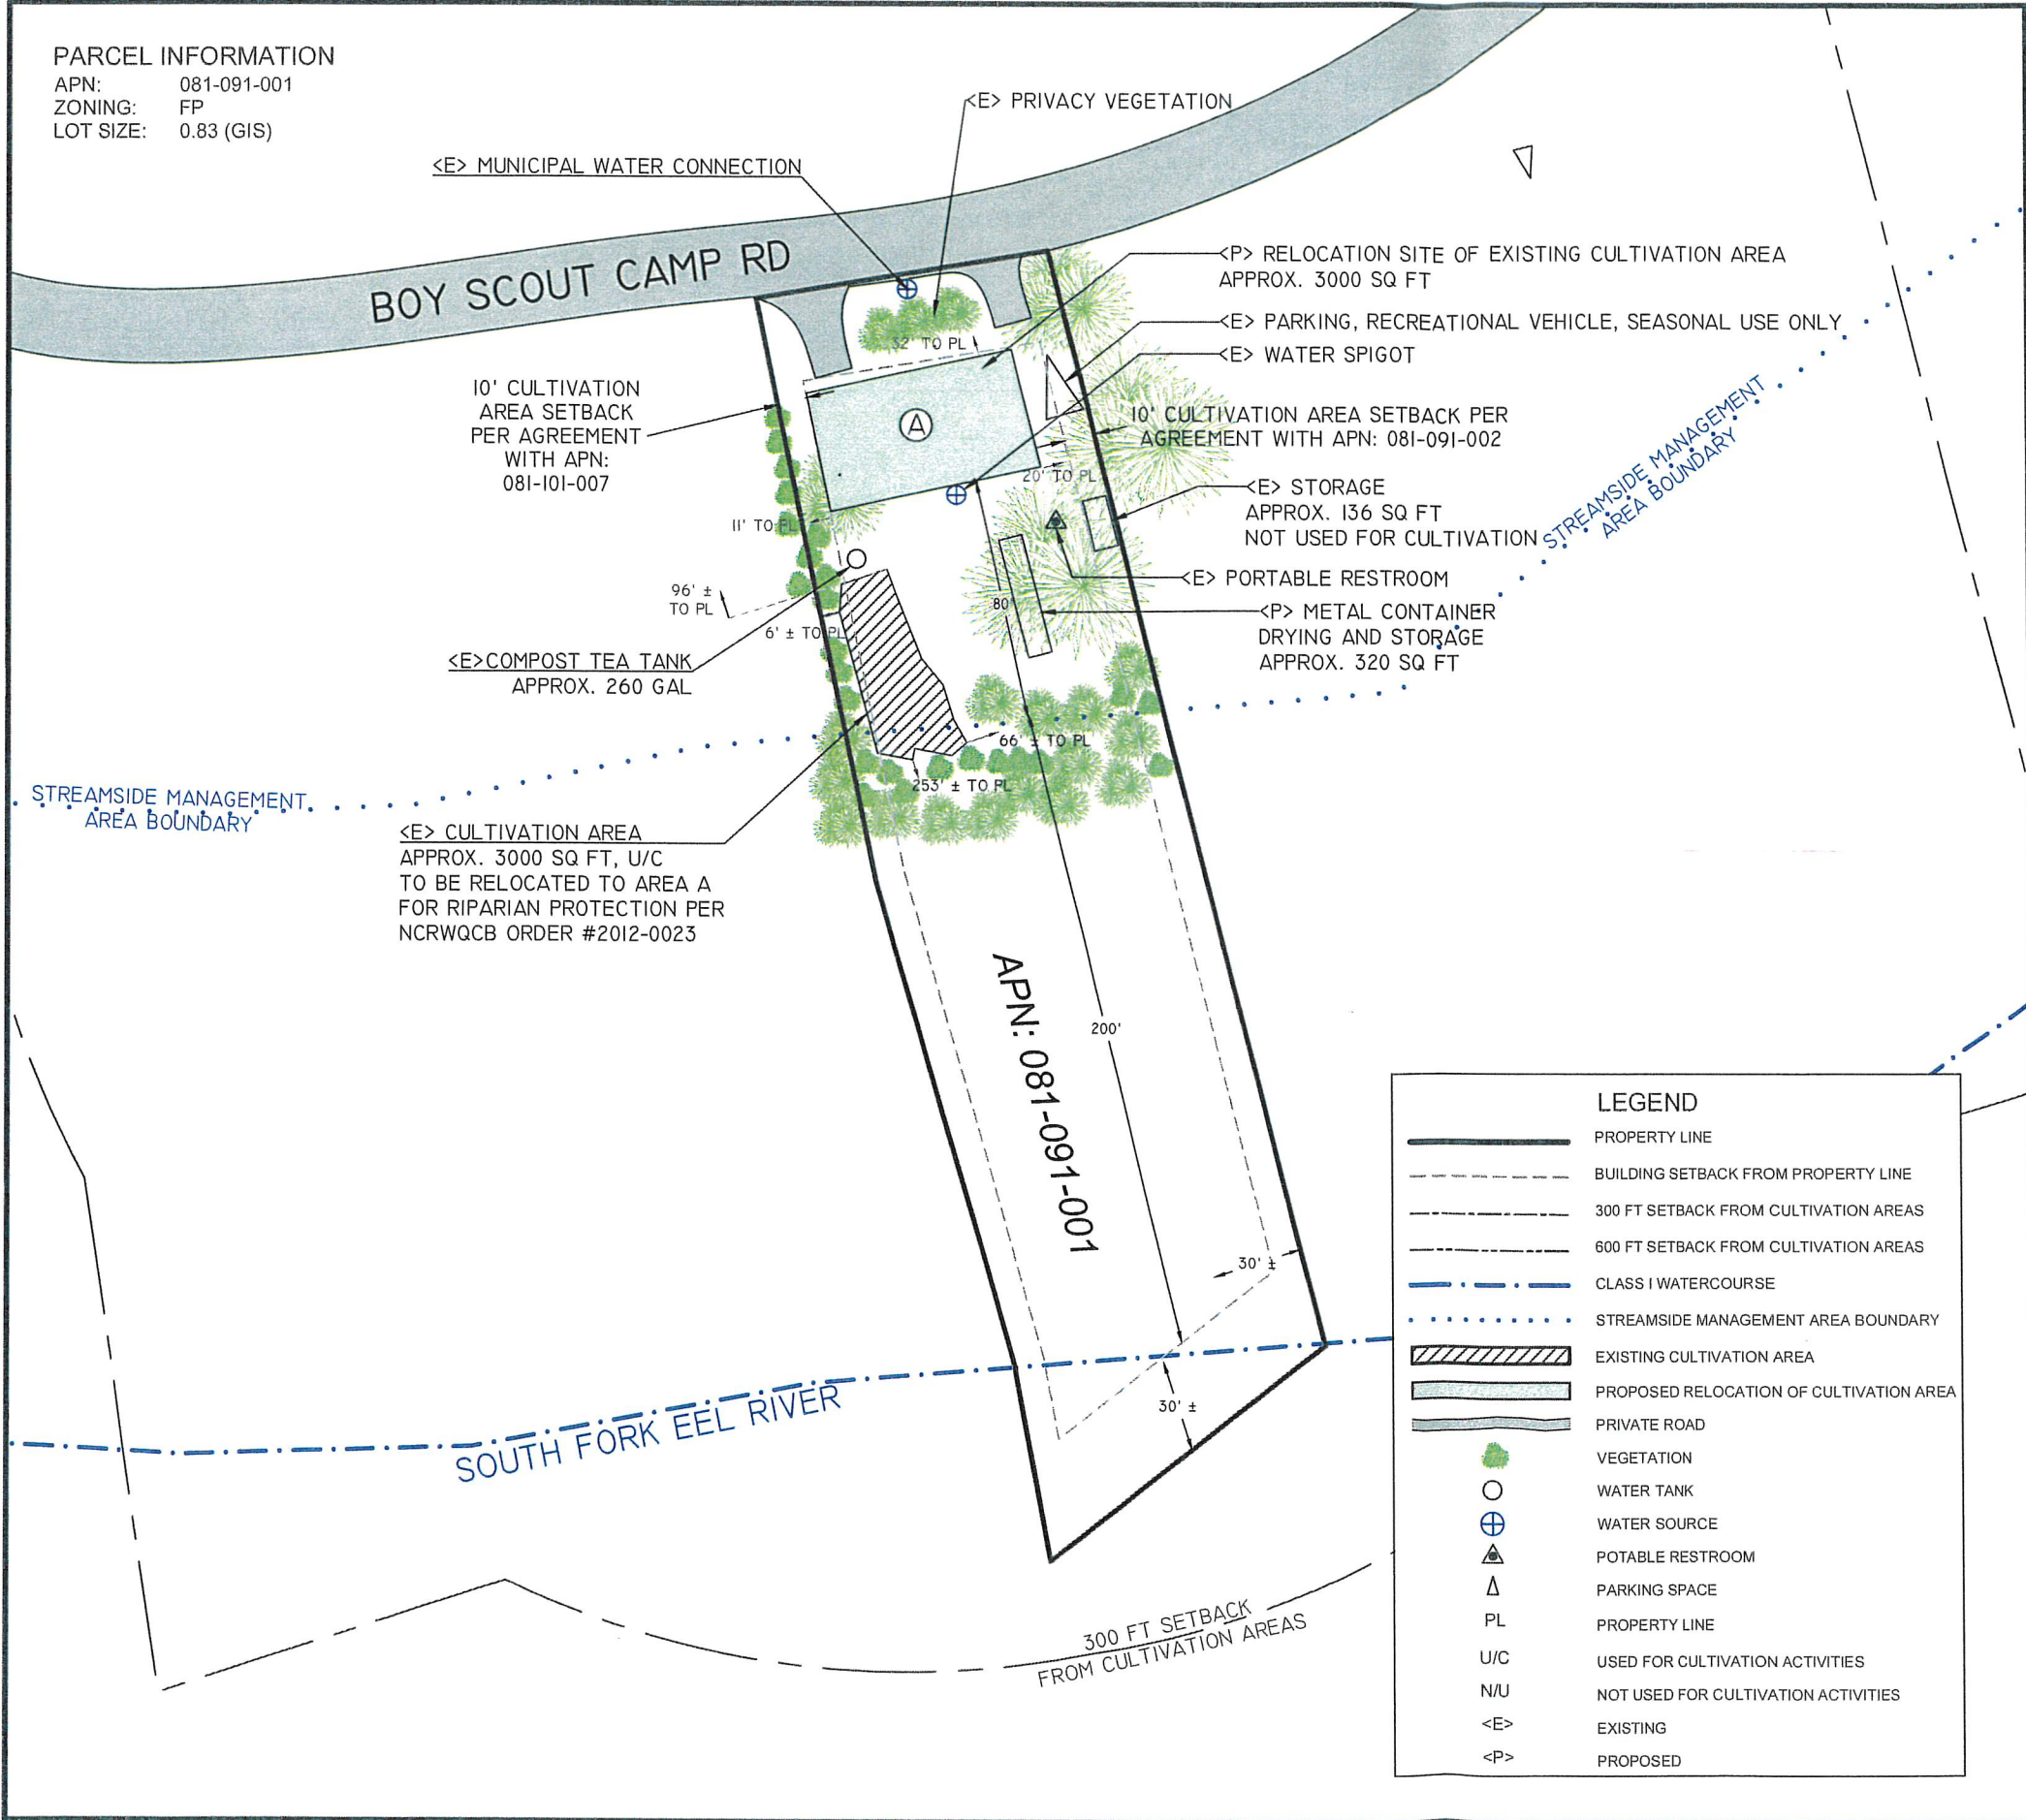 PARCEL INFORMATION
APN: 081-091-001
ZONING: FP
LOT SIZE: 0.83 (GIS)
<E> PRIVACY VEGETATION
<E> MUNICIPAL WATER CONNECTION
BOY SCOUT CAMP RD
<P> RELOCATION SITE OF EXISTING CULTIVATION AREA
APPROX. 3000 SQ FT
<E> PARKING, RECREATIONAL VEHICLE, SEASONAL USE ONLY
<E> WATER SPIGOT
32' TO PL
10' CULTIVATION
AREA SETBACK
PER AGREEMENT
WITH APN:
081-101-007
A
10' CULTIVATION AREA SETBACK PER
AGREEMENT WITH APN: 081-091-002
20' TO PL
<E> STORAGE
APPROX. 136 SQ FT
NOT USED FOR CULTIVATION
STREAMSIDE MANAGEMENT
AREA BOUNDARY
11' TO PL
<E> PORTABLE RESTROOM
96' ±
TO PL
80'
<P> METAL CONTAINER
DRYING AND STORAGE
APPROX. 320 SQ FT
6' ± TO PL
<E>COMPOST TEA TANK
APPROX. 260 GAL
66' ± TO PL
253' ± TO PL
STREAMSIDE MANAGEMENT
AREA BOUNDARY
<E> CULTIVATION AREA
APPROX. 3000 SQ FT, U/C
TO BE RELOCATED TO AREA A
FOR RIPARIAN PROTECTION PER
NCRWQCB ORDER #2012-0023
APN: 081-091-001
200'
30' ±
30' ±
SOUTH FORK EEL RIVER
300 FT SETBACK
FROM CULTIVATION AREAS
LEGEND
PROPERTY LINE
BUILDING SETBACK FROM PROPERTY LINE
300 FT SETBACK FROM CULTIVATION AREAS
600 FT SETBACK FROM CULTIVATION AREAS
CLASS I WATERCOURSE
STREAMSIDE MANAGEMENT AREA BOUNDARY
EXISTING CULTIVATION AREA
PROPOSED RELOCATION OF CULTIVATION AREA
PRIVATE ROAD
VEGETATION
WATER TANK
WATER SOURCE
POTABLE RESTROOM
PARKING SPACE
PL PROPERTY LINE
U/C USED FOR CULTIVATION ACTIVITIES
N/U NOT USED FOR CULTIVATION ACTIVITIES
<E> EXISTING
<P> PROPOSED